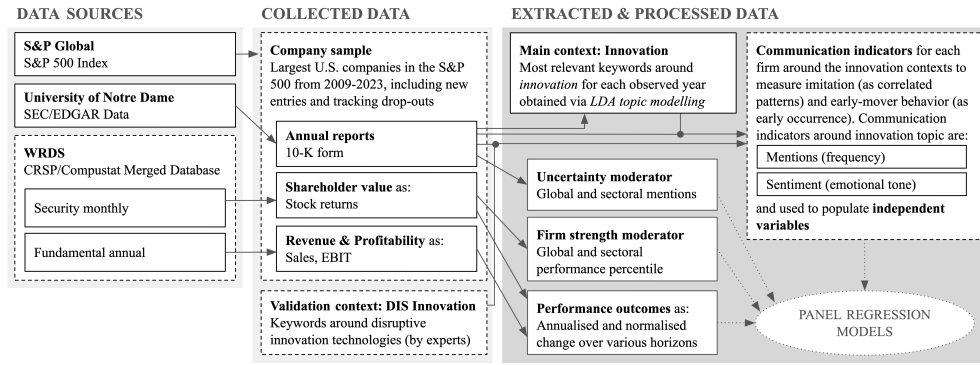 DATA SOURCES
S&P Global
S&P 500 Index
University of Notre Dame
SEC/EDGAR Data
WRDS
CRSP/Compustat Merged Database
Security monthly
Fundamental annual
COLLECTED DATA
Company sample
Largest U.S. companies in the S&P
500 from 2009-2023, including new
entries and tracking drop-outs
Annual reports
10-K form
Shareholder value as:
Stock returns
Revenue & Profitability as:
Sales, EBIT
Validation context: DIS Innovation
Keywords around disruptive
innovation technologies (by experts)
EXTRACTED & PROCESSED DATA
Main context: Innovation
Most relevant keywords around
innovation for each observed year
obtained via LDA topic modelling
Uncertainty moderator
Global and sectoral mentions
Firm strength moderator
Global and sectoral
performance percentile
Performance outcomes as:
Annualised and normalised
change over various horizons
Communication indicators for each
firm around the innovation contexts to
measure imitation (as correlated
patterns) and early-mover behavior (as
early occurrence). Communication
indicators around innovation topic are:
Mentions (frequency)
Sentiment (emotional tone)
and used to populate independent
variables
PANEL REGRESSION
MODELS